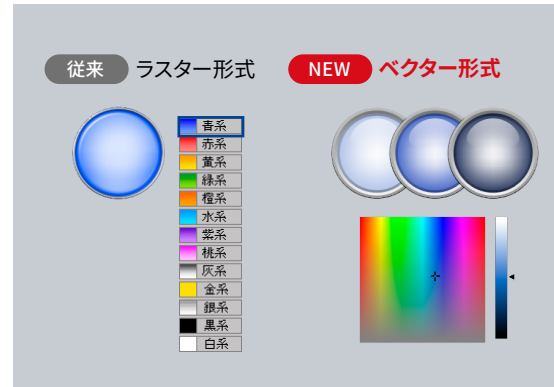 従来 ラスター形式
NEW ベクター形式
青系
赤系
黄系
緑系
橙系
水系
紫系
桃系
灰系
金系
銀系
黒系
白系